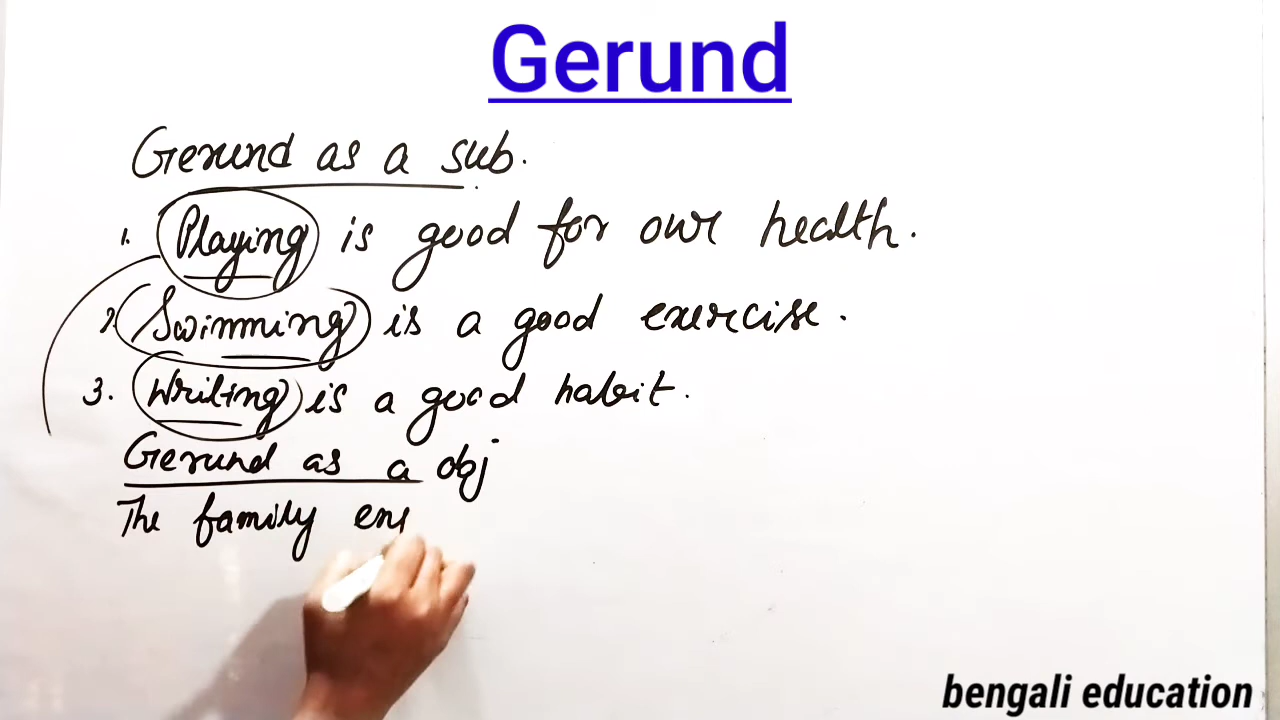 Gerund
Gerund as a sub.
1. Playing is good for our health.
2. Swimming is a good exercise.
3. Writing is a good habit.
Gerund as a obj
The family enj
bengali education